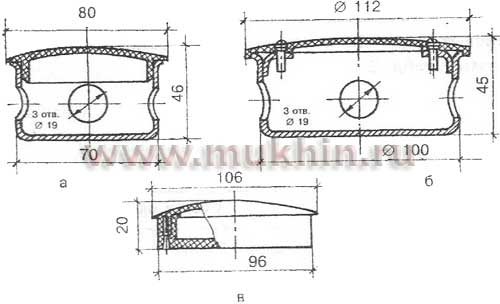 80
Ø 112
46
45
3 отв.
Ø 19
3 отв.
Ø 19
70
Ø 100
www.mukhin.ru
а
106
б
20
96
в